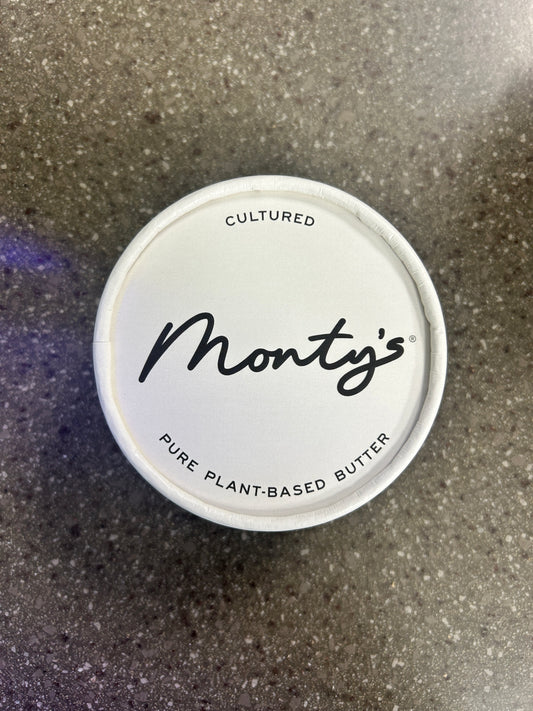 CULTURED
Monty's®
PURE PLANT-BASED BUTTER